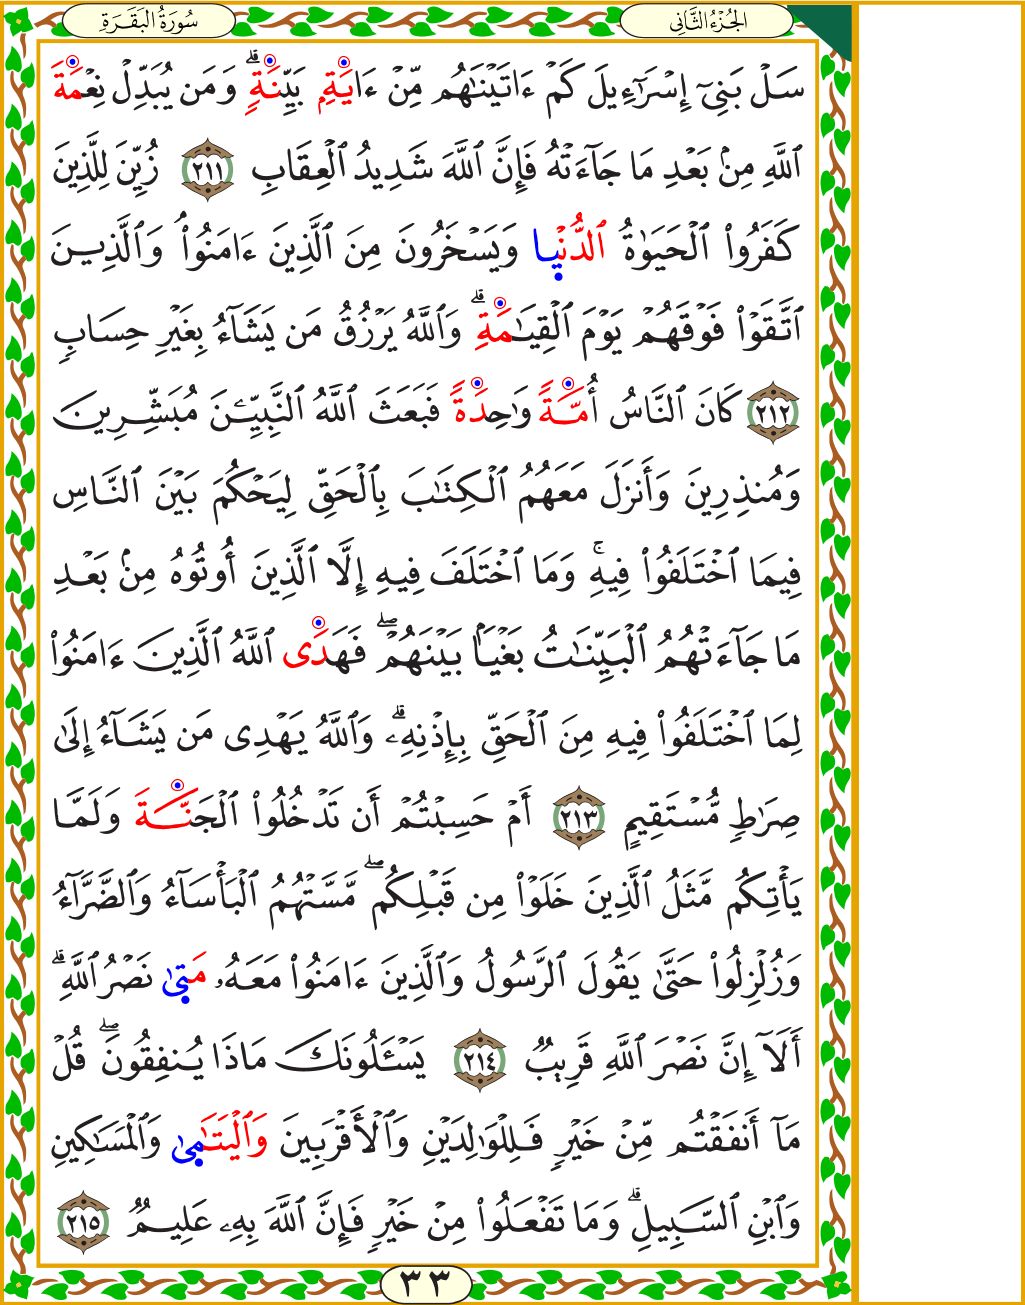 الجُزْءُ الثَّانِي
سُورَةُ البَقَرَةِ
سَلْ بَنِىٓ إِسْرَٰٓءِيلَ كَمْ ءَاتَيْنَٰهُم مِّنْ ءَايَةِۭ بَيِّنَةٍۗ وَمَن يُبَدِّلْ نِعْمَةَ
ٱللَّهِ مِنۢ بَعْدِ مَا جَآءَتْهُ فَإِنَّ ٱللَّهَ شَدِيدُ ٱلْعِقَابِ ٢١١ زُيِّنَ لِلَّذِينَ
كَفَرُوا۟ ٱلْحَيَوٰةُ ٱلدُّنْيَا وَيَسْخَرُونَ مِنَ ٱلَّذِينَ ءَامَنُوا۟ۘ وَٱلَّذِينَ
ٱتَّقَوْا۟ فَوْقَهُمْ يَوْمَ ٱلْقِيَٰمَةِۗ وَٱللَّهُ يَرْزُقُ مَن يَشَآءُ بِغَيْرِ حِسَابٍ
٢١٢ كَانَ ٱلنَّاسُ أُمَّةً وَٰحِدَةً فَبَعَثَ ٱللَّهُ ٱلنَّبِيِّـۧنَ مُبَشِّرِينَ
وَمُنذِرِينَ وَأَنزَلَ مَعَهُمُ ٱلْكِتَٰبَ بِٱلْحَقِّ لِيَحْكُمَ بَيْنَ ٱلنَّاسِ
فِيمَا ٱخْتَلَفُوا۟ فِيهِۚ وَمَا ٱخْتَلَفَ فِيهِ إِلَّا ٱلَّذِينَ أُوتُوهُ مِنۢ بَعْدِ
مَا جَآءَتْهُمُ ٱلْبَيِّنَٰتُ بَغْيَۢا بَيْنَهُمْۖ فَهَدَى ٱللَّهُ ٱلَّذِينَ ءَامَنُوا۟
لِمَا ٱخْتَلَفُوا۟ فِيهِ مِنَ ٱلْحَقِّ بِإِذْنِهِۦۗ وَٱللَّهُ يَهْدِى مَن يَشَآءُ إِلَىٰ
صِرَٰطٍ مُّسْتَقِيمٍ ٢١٣ أَمْ حَسِبْتُمْ أَن تَدْخُلُوا۟ ٱلْجَنَّةَ وَلَمَّا
يَأْتِكُم مَّثَلُ ٱلَّذِينَ خَلَوْا۟ مِن قَبْلِكُمۖ مَّسَّتْهُمُ ٱلْبَأْسَآءُ وَٱلضَّرَّآءُ
وَزُلْزِلُوا۟ حَتَّىٰ يَقُولَ ٱلرَّسُولُ وَٱلَّذِينَ ءَامَنُوا۟ مَعَهُۥ مَتَىٰ نَصْرُ ٱللَّهِۗ
أَلَآ إِنَّ نَصْرَ ٱللَّهِ قَرِيبٌ ٢١٤ يَسْـَٔلُونَكَ مَاذَا يُنفِقُونَۖ قُلْ
مَآ أَنفَقْتُم مِّنْ خَيْرٍ فَلِلْوَٰلِدَيْنِ وَٱلْأَقْرَبِينَ وَٱلْيَتَٰمَىٰ وَٱلْمَسَٰكِينِ
وَٱبْنِ ٱلسَّبِيلِۗ وَمَا تَفْعَلُوا۟ مِنْ خَيْرٍ فَإِنَّ ٱللَّهَ بِهِۦ عَلِيمٌ ٢١٥
٣٣